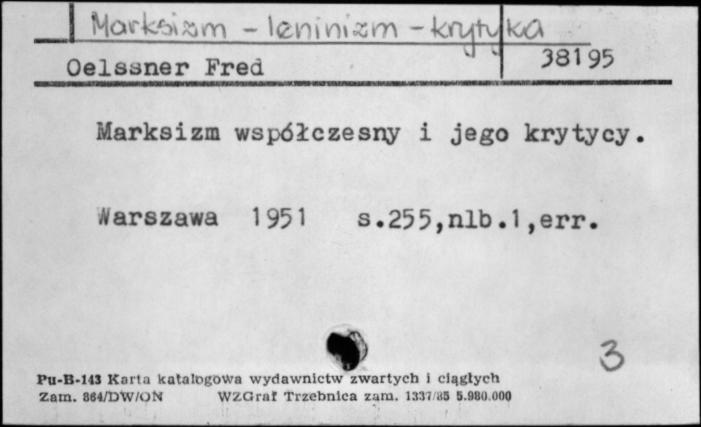 Marksizm - leninizm - krytyka
38195
Oelssner Fred
Marksizm współczesny i jego krytycy.
Warszawa 1951 s.255,nlb.1,err.
3
Pu-B-143 Karta katalogowa wydawnictw zwartych i ciągłych
Zam. 864/DW/ON WZGraf Trzebnica zam. 1337/85 5.980.000